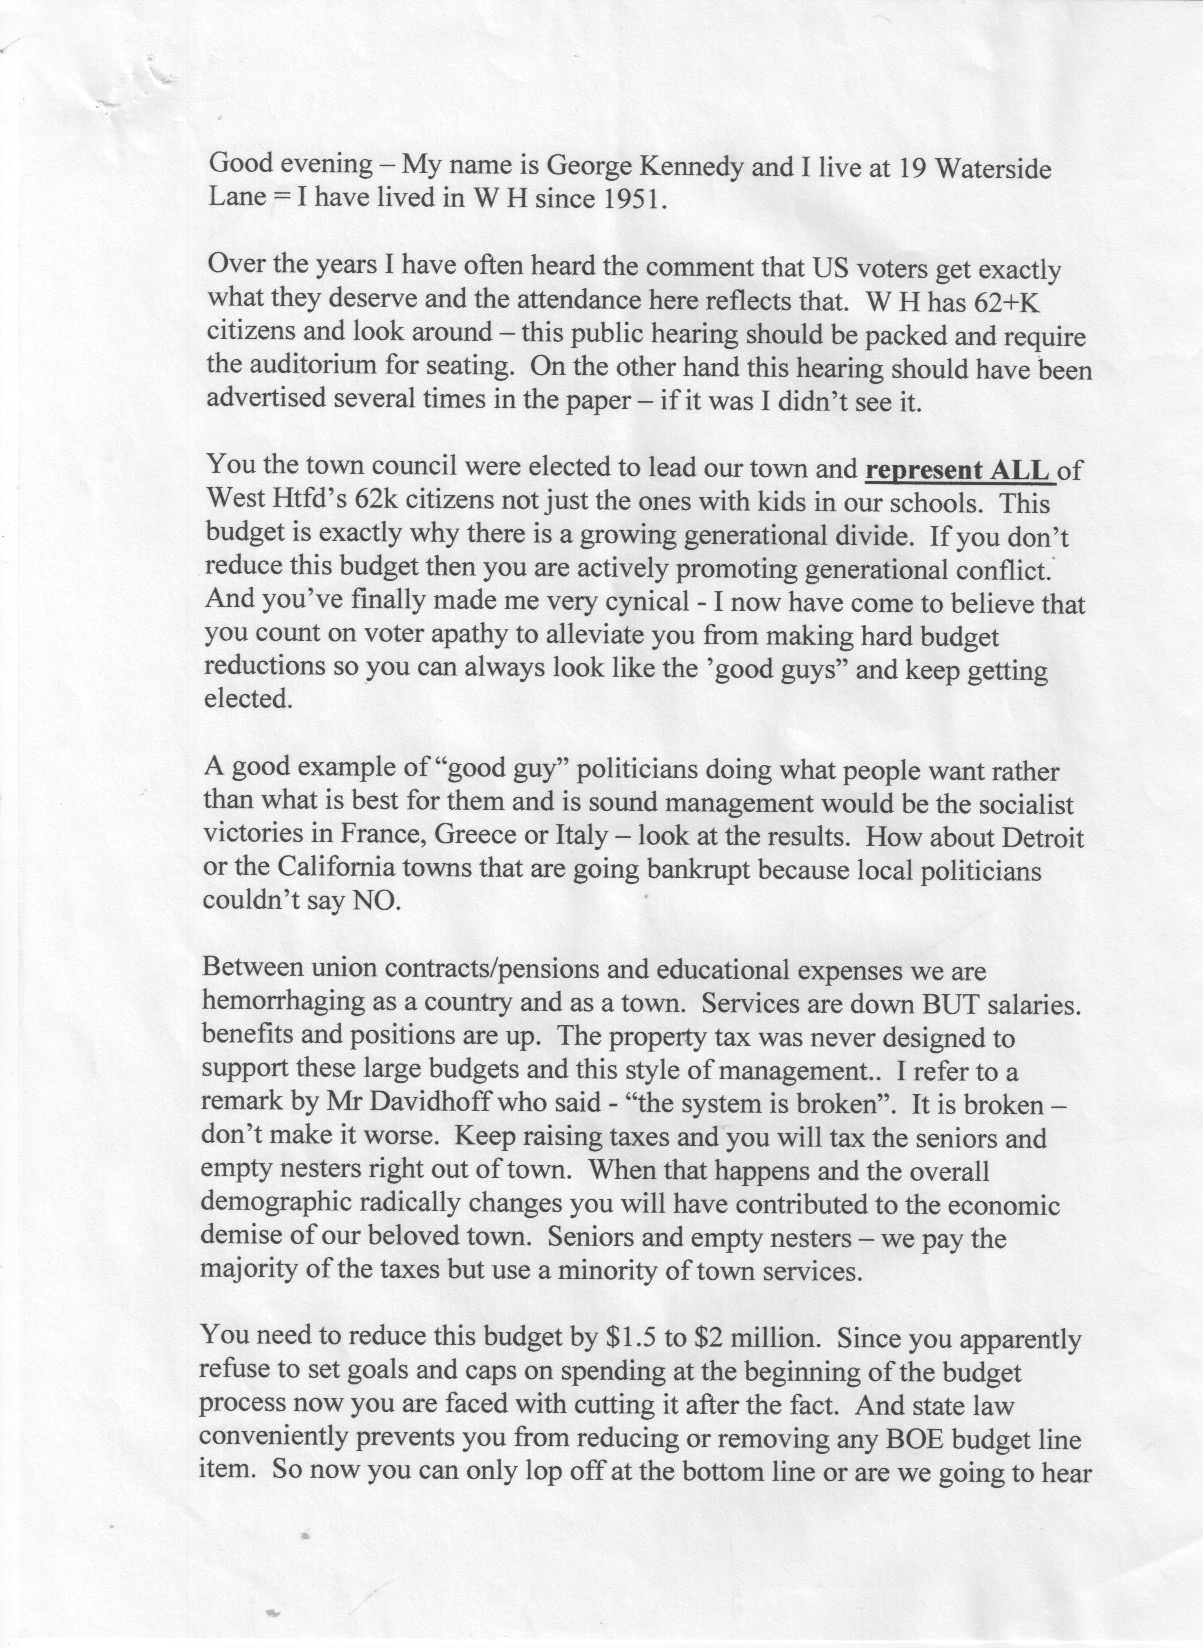 Good evening – My name is George Kennedy and I live at 19 Waterside
Lane = I have lived in W H since 1951.
Over the years I have often heard the comment that US voters get exactly
what they deserve and the attendance here reflects that.  W H has 62+K
citizens and look around – this public hearing should be packed and require
the auditorium for seating.  On the other hand this hearing should have been
advertised several times in the paper – if it was I didn’t see it.
You the town council were elected to lead our town and represent ALL of
West Htfd’s 62k citizens not just the ones with kids in our schools.  This
budget is exactly why there is a growing generational divide.  If you don’t
reduce this budget then you are actively promoting generational conflict.
And you’ve finally made me very cynical - I now have come to believe that
you count on voter apathy to alleviate you from making hard budget
reductions so you can always look like the ’good guys” and keep getting
elected.
A good example of “good guy” politicians doing what people want rather
than what is best for them and is sound management would be the socialist
victories in France, Greece or Italy – look at the results.  How about Detroit
or the California towns that are going bankrupt because local politicians
couldn’t say NO.
Between union contracts/pensions and educational expenses we are
hemorrhaging as a country and as a town.  Services are down BUT salaries.
benefits and positions are up.  The property tax was never designed to
support these large budgets and this style of management..  I refer to a
remark by Mr Davidhoff who said - “the system is broken”.  It is broken –
don’t make it worse.  Keep raising taxes and you will tax the seniors and
empty nesters right out of town.  When that happens and the overall
demographic radically changes you will have contributed to the economic
demise of our beloved town.  Seniors and empty nesters – we pay the
majority of the taxes but use a minority of town services.
You need to reduce this budget by $1.5 to $2 million.  Since you apparently
refuse to set goals and caps on spending at the beginning of the budget
process now you are faced with cutting it after the fact.  And state law
conveniently prevents you from reducing or removing any BOE budget line
item.  So now you can only lop off at the bottom line or are we going to hear